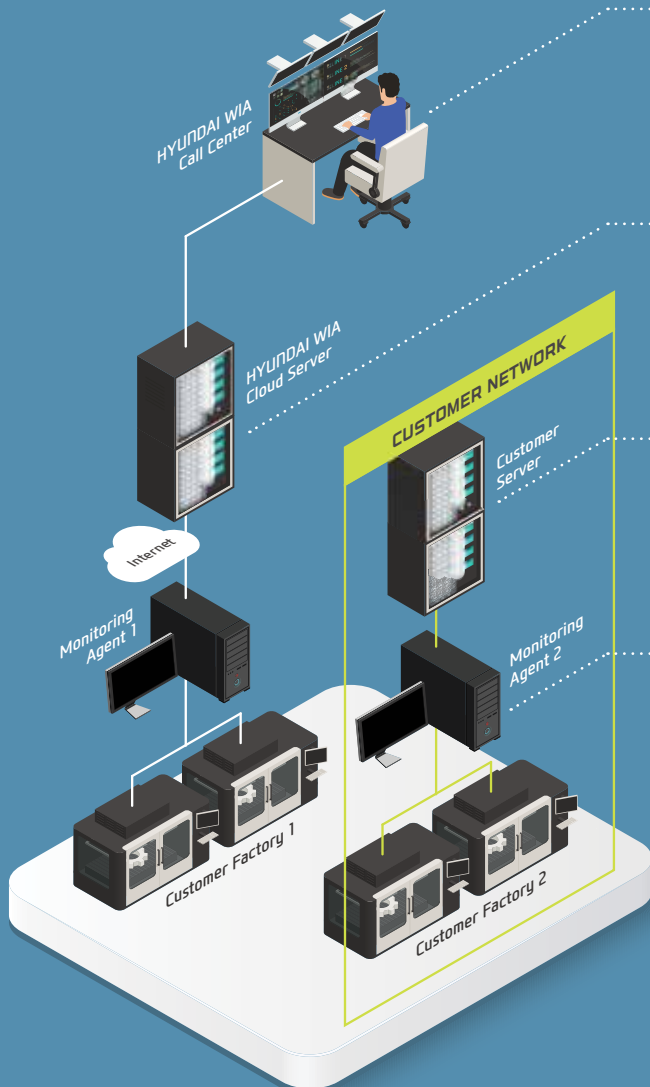 HYUNDAI WIA
Call Center
HYUNDAI WIA
Cloud Server
CUSTOMER NETWORK
Customer
Server
Internet
Monitoring
Agent 1
Monitoring
Agent 2
Customer Factory 1
Customer Factory 2